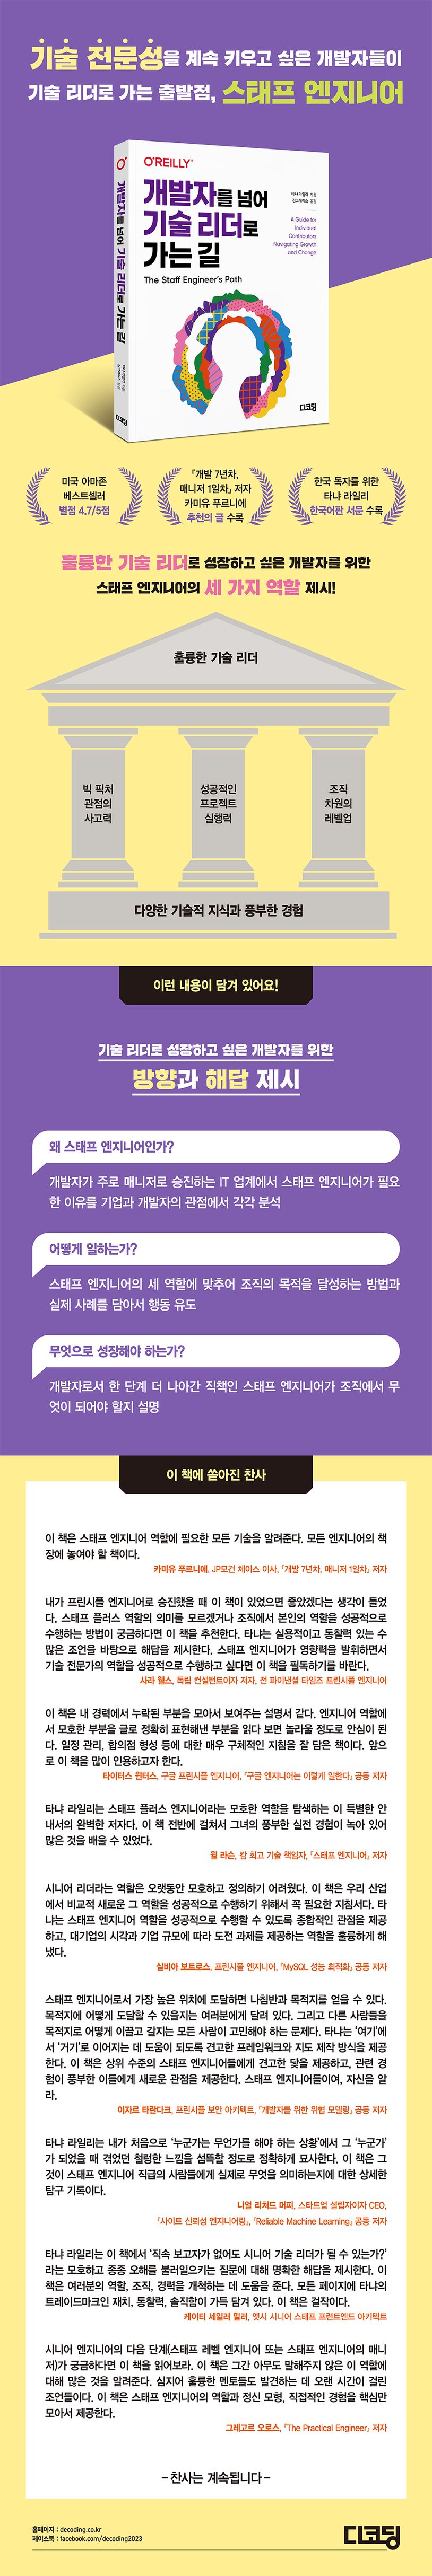 기술 전문성을 계속 키우고 싶은 개발자들이
기술 리더로 가는 출발점, 스태프 엔지니어
O'REILLY®
개발자를 넘어
기술 리더로
가는 길
The Staff Engineer's Path
타냐 라일리 지음
A Guide for
Individual
Contributors
Navigating Growth
and Change
디코딩
개발자를 넘어 기술 리더로 가는 길
디코딩
미국 아마존
베스트셀러
별점 4.7/5점
『개발 7년차,
매니저 1일차』 저자
카미유 푸르니에
추천의 글 수록
한국 독자를 위한
타냐 라일리
한국어판 서문 수록
훌륭한 기술 리더로 성장하고 싶은 개발자를 위한
스태프 엔지니어의 세 가지 역할 제시!
훌륭한 기술 리더
빅 픽처
관점의
사고력
성공적인
프로젝트
실행력
조직
차원의
레벨업
다양한 기술적 지식과 풍부한 경험
이런 내용이 담겨 있어요!
기술 리더로 성장하고 싶은 개발자를 위한
방향과 해답 제시
왜 스태프 엔지니어인가?
개발자가 주로 매니저로 승진하는 IT 업계에서 스태프 엔지니어가 필요
한 이유를 기업과 개발자의 관점에서 각각 분석
어떻게 일하는가?
스태프 엔지니어의 세 역할에 맞추어 조직의 목적을 달성하는 방법과
실제 사례를 담아서 행동 유도
무엇으로 성장해야 하는가?
개발자로서 한 단계 더 나아간 직책인 스태프 엔지니어가 조직에서 무
엇이 되어야 할지 설명
이 책에 쏟아진 찬사
이 책은 스태프 엔지니어 역할에 필요한 모든 기술을 알려준다. 모든 엔지니어의 책
장에 놓여야 할 책이다.
카미유 푸르니에, JP모건 체이스 이사, 『개발 7년차, 매니저 1일차』 저자
내가 프린시플 엔지니어로 승진했을 때 이 책이 있었으면 좋았겠다는 생각이 들었
다. 스태프 플러스 역할의 의미를 모르겠거나 조직에서 본인의 역할을 성공적으로
수행하는 방법이 궁금하다면 이 책을 추천한다. 타냐는 실용적이고 통찰력 있는 수
많은 조언을 바탕으로 해답을 제시한다. 스태프 엔지니어가 영향력을 발휘하면서
기술 전문가의 역할을 성공적으로 수행하고 싶다면 이 책을 필독하기를 바란다.
사라 웰스, 독립 컨설턴트이자 저자, 전 파이낸셜 타임즈 프린시플 엔지니어
이 책은 내 경력에서 누락된 부분을 모아서 보여주는 설명서 같다. 엔지니어 역할에
서 모호한 부분을 글로 정확히 표현해낸 부분을 읽다 보면 놀라울 정도로 안심이 된
다. 일정 관리, 합의점 형성 등에 대한 매우 구체적인 지침을 잘 담은 책이다. 앞으
로 이 책을 많이 인용하고자 한다.
타이터스 윈터스, 구글 프린시플 엔지니어, 『구글 엔지니어는 이렇게 일한다』 공동 저자
타냐 라일리는 스태프 플러스 엔지니어라는 모호한 역할을 탐색하는 이 특별한 안
내서의 완벽한 저자다. 이 책 전반에 걸쳐서 그녀의 풍부한 실전 경험이 녹아 있어
많은 것을 배울 수 있었다.
윌 라슨, 캄 최고 기술 책임자, 『스태프 엔지니어』 저자
시니어 리더라는 역할은 오랫동안 모호하고 정의하기 어려웠다. 이 책은 우리 산업
에서 비교적 새로운 그 역할을 성공적으로 수행하기 위해서 꼭 필요한 지침서다. 타
냐는 스태프 엔지니어 역할을 성공적으로 수행할 수 있도록 종합적인 관점을 제공
하고, 대기업의 시각과 기업 규모에 따라 도전 과제를 제공하는 역할을 훌륭하게 해
냈다.
실비아 보트로스, 프린시플 엔지니어, 『MySQL 성능 최적화』 공동 저자
스태프 엔지니어로서 가장 높은 위치에 도달하면 나침반과 목적지를 얻을 수 있다.
목적지에 어떻게 도달할 수 있을지는 여러분에게 달려 있다. 그리고 다른 사람들을
목적지로 어떻게 이끌고 갈지는 모든 사람이 고민해야 하는 문제다. 타냐는 '여기'에
서 '거기'로 이어지는 데 도움이 되도록 견고한 프레임워크와 지도 제작 방식을 제공
한다. 이 책은 상위 수준의 스태프 엔지니어들에게 견고한 닻을 제공하고, 관련 경
험이 풍부한 이들에게 새로운 관점을 제공한다. 스태프 엔지니어들이여, 자신을 알
라.
이자르 타란다크, 프린시플 보안 아키텍트, 『개발자를 위한 위협 모델링』 공동 저자
타냐 라일리는 내가 처음으로 '누군가는 무언가를 해야 하는 상황'에서 그 '누군가'
가 되었을 때 겪었던 철렁한 느낌을 섬뜩할 정도로 정확하게 묘사한다. 이 책은 그
것이 스태프 엔지니어 직급의 사람들에게 실제로 무엇을 의미하는지에 대한 상세한
탐구 기록이다.
니얼 리처드 머피, 스타트업 설립자이자 CEO,
『사이트 신뢰성 엔지니어링』, 『Reliable Machine Learning』 공동 저자
타냐 라일리는 이 책에서 '직속 보고자가 없어도 시니어 기술 리더가 될 수 있는가?'
라는 모호하고 종종 오해를 불러일으키는 질문에 대해 명확한 해답을 제시한다. 이
책은 여러분의 역할, 조직, 경력을 개척하는 데 도움을 준다. 모든 페이지에 타냐의
트레이드마크인 재치, 통찰력, 솔직함이 가득 담겨 있다. 이 책은 걸작이다.
케이티 세일러 밀러, 엣시 시니어 스태프 프런트엔드 아키텍트
시니어 엔지니어의 다음 단계(스태프 레벨 엔지니어 또는 스태프 엔지니어의 매니
저)가 궁금하다면 이 책을 읽어보라. 이 책은 그간 아무도 말해주지 않은 이 역할에
대해 많은 것을 알려준다. 심지어 훌륭한 멘토들도 발견하는 데 오랜 시간이 걸린
조언들이다. 이 책은 스태프 엔지니어의 역할과 정신 모형, 직접적인 경험을 핵심만
모아서 제공한다.
그레고르 오로스, 『The Practical Engineer』 저자
– 찬사는 계속됩니다 –
홈페이지 : decoding.co.kr
페이스북 : facebook.com/decoding2023
디코딩